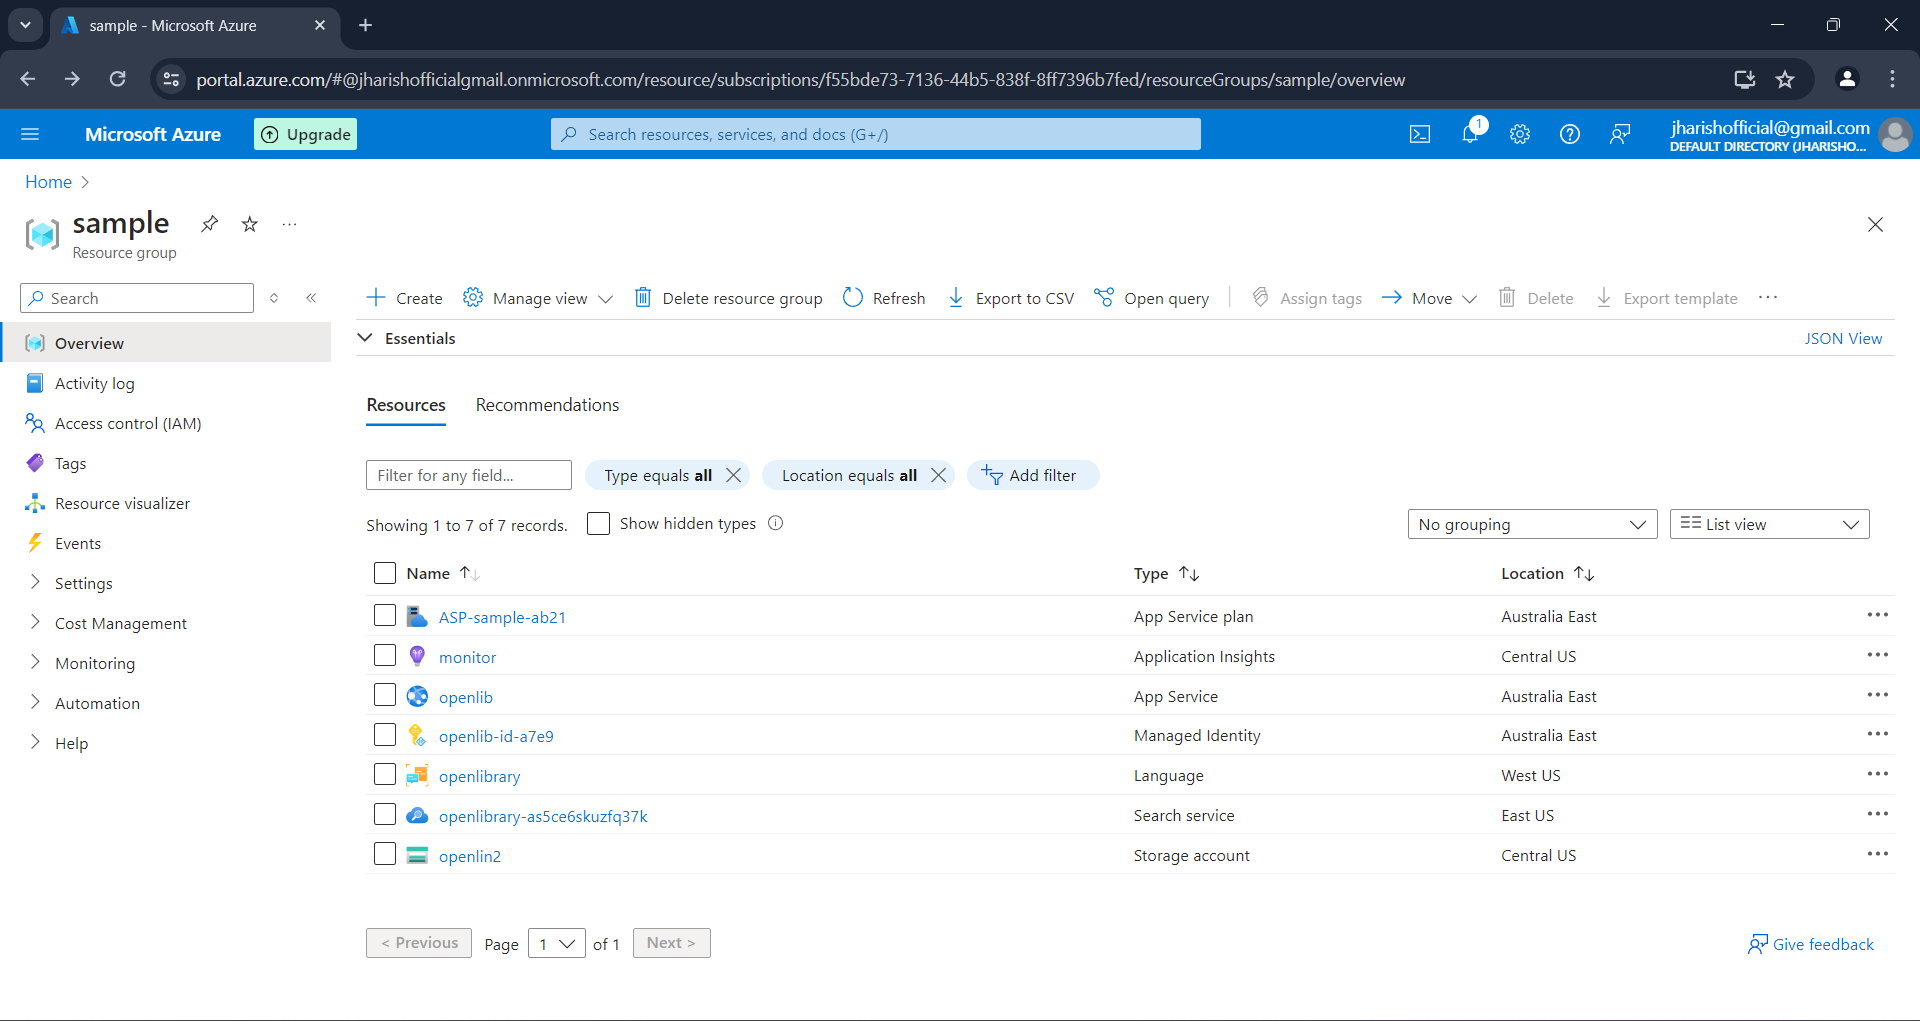 sample - Microsoft Azure
portal.azure.com/#@jharishofficialgmail.onmicrosoft.com/resource/subscriptions/f55bde73-7136-44b5-838f-8ff7396b7fed/resourceGroups/sample/overview
Microsoft Azure
Upgrade
Search resources, services, and docs (G+/)
1
jharishofficial@gmail.com
DEFAULT DIRECTORY (JHARISHO...
Home
sample
Resource group
Search
Create
Manage view
Delete resource group
Refresh
Export to CSV
Open query
Assign tags
Move
Delete
Export template
Overview
Activity log
Access control (IAM)
Tags
Resource visualizer
Events
Settings
Cost Management
Monitoring
Automation
Help
Essentials
JSON View
Resources
Recommendations
Filter for any field...
Type equals all
Location equals all
Add filter
Showing 1 to 7 of 7 records.
Show hidden types
No grouping
List view
Name Type Location
ASP-sample-ab21 App Service plan Australia East
monitor Application Insights Central US
openlib App Service Australia East
openlib-id-a7e9 Managed Identity Australia East
openlibrary Language West US
openlibrary-as5ce6skuzfq37k Search service East US
openlin2 Storage account Central US
< Previous
Page 1 of 1
Next >
Give feedback